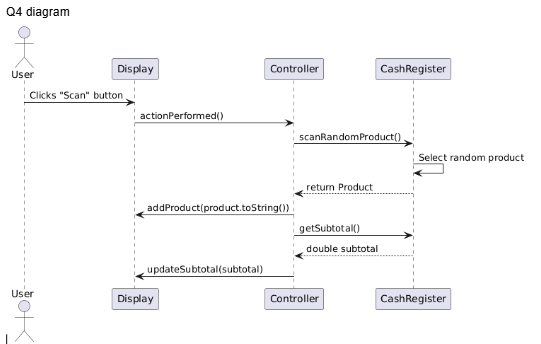 Q4 diagram
User
Display
Controller
CashRegister
Clicks "Scan" button
actionPerformed()
scanRandomProduct()
Select random product
return Product
addProduct(product.toString())
getSubtotal()
double subtotal
updateSubtotal(subtotal)
User
Display
Controller
CashRegister